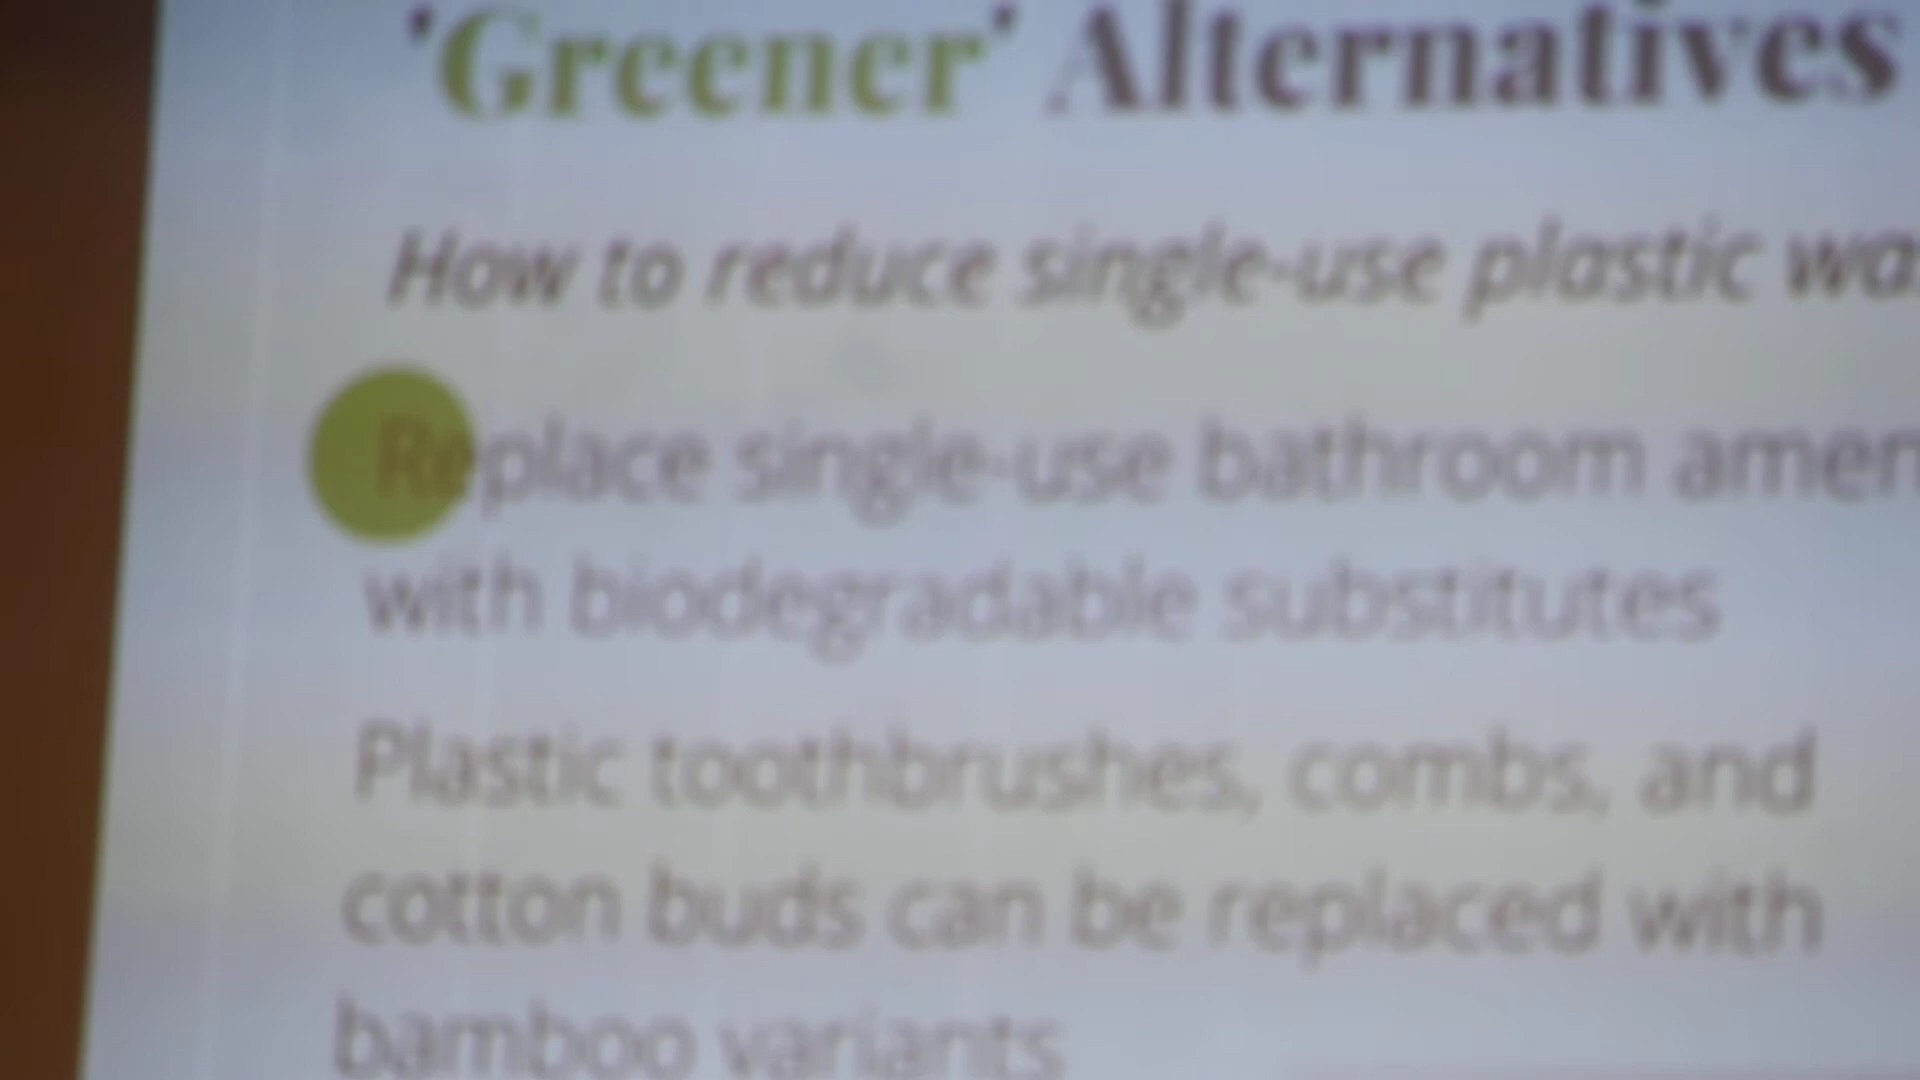 'Greener' Alternatives
How to reduce single-use plastic wa
Replace single-use bathroom amen
with biodegradable substitutes
Plastic toothbrushes, combs, and
cotton buds can be replaced with
bamboo variants